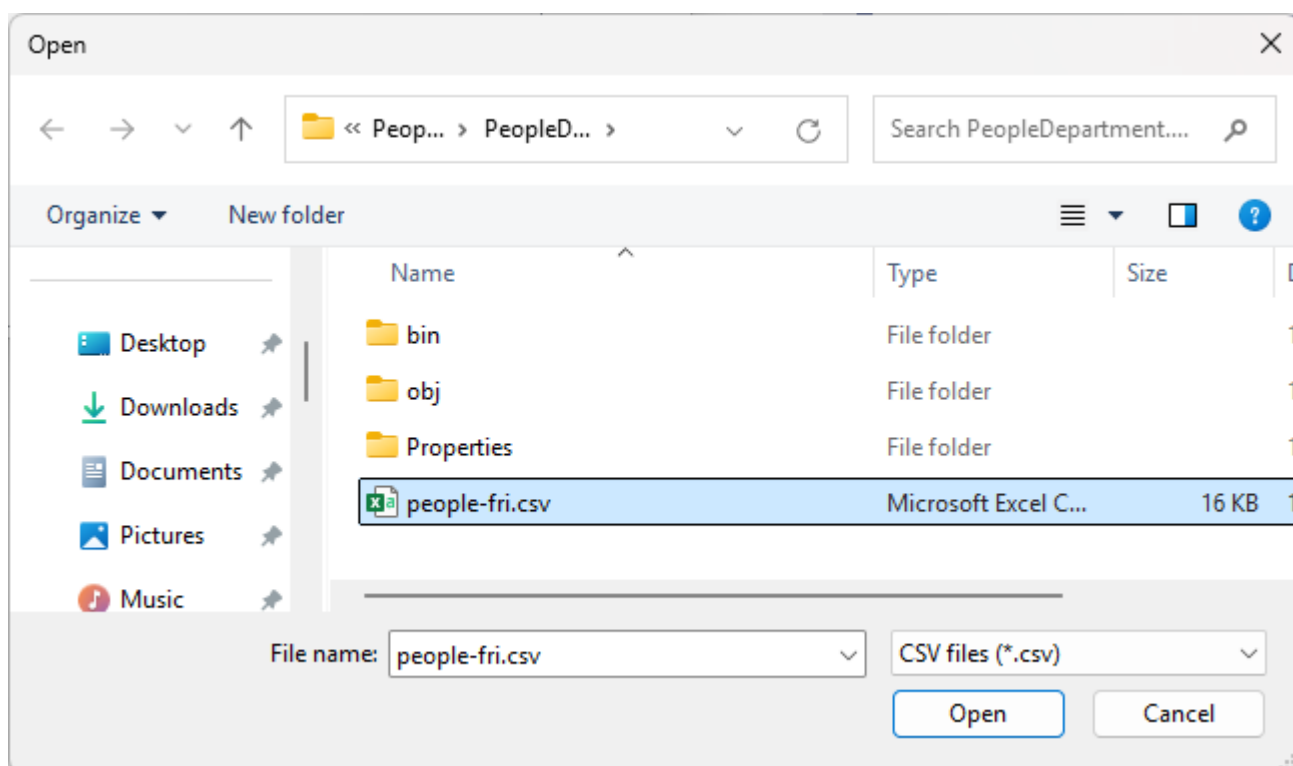 Open
« Peop... > PeopleD... > Search PeopleDepartment....
Organize New folder
Name Type Size
Desktop
Downloads
Documents
Pictures
Music
bin File folder
obj File folder
Properties File folder
people-fri.csv Microsoft Excel C... 16 KB
File name: people-fri.csv CSV files (*.csv)
Open Cancel